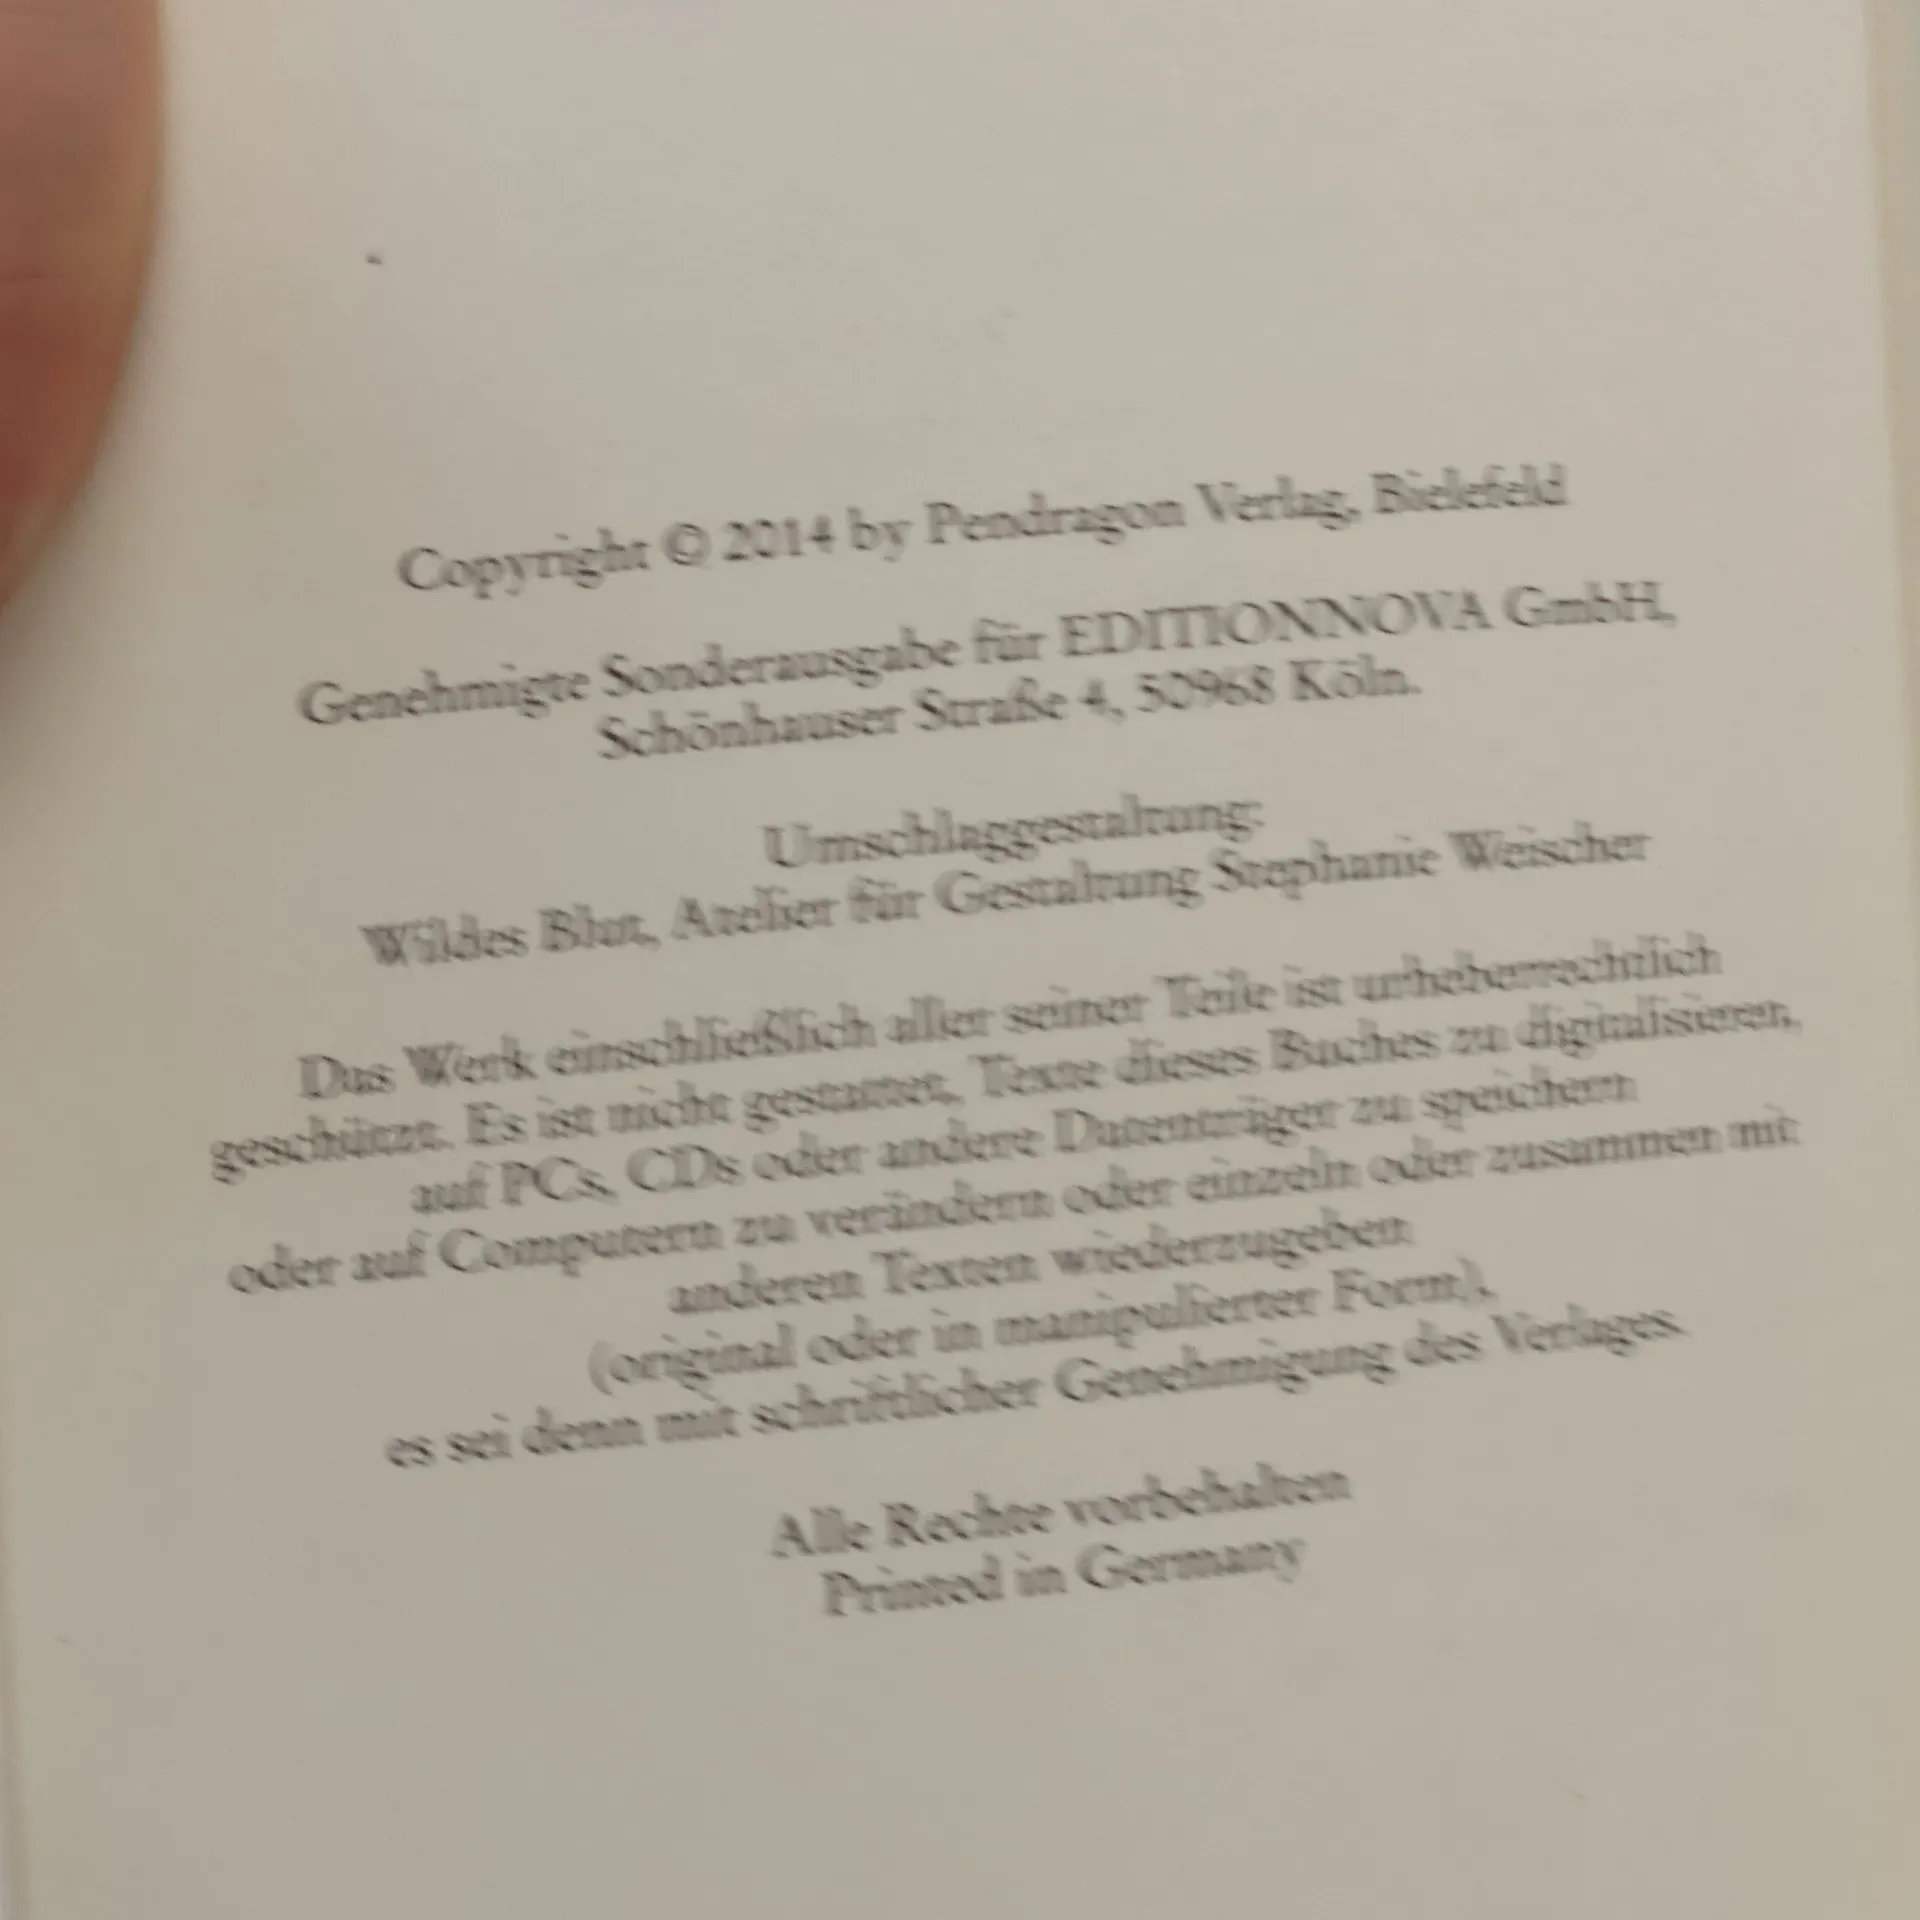 Copyright © 2014 by Pendragon Verlag, Bielefeld
Genehmigte Sonderausgabe für EDITIONNOVA GmbH,
Schönhauser Straße 4, 50968 Köln.
Umschlaggestaltung:
Wildes Blut, Atelier für Gestaltung Stephanie Weischer
Das Werk einschließlich aller seiner Teile ist urheberrechtlich
geschützt. Es ist nicht gestattet, Texte dieses Buches zu digitalisieren,
auf PCs, CDs oder andere Datenträger zu speichern
oder auf Computern zu verändern oder einzeln oder zusammen mit
anderen Texten wiederzugeben
(original oder in manipulierter Form),
es sei denn mit schriftlicher Genehmigung des Verlages.
Alle Rechte vorbehalten
Printed in Germany